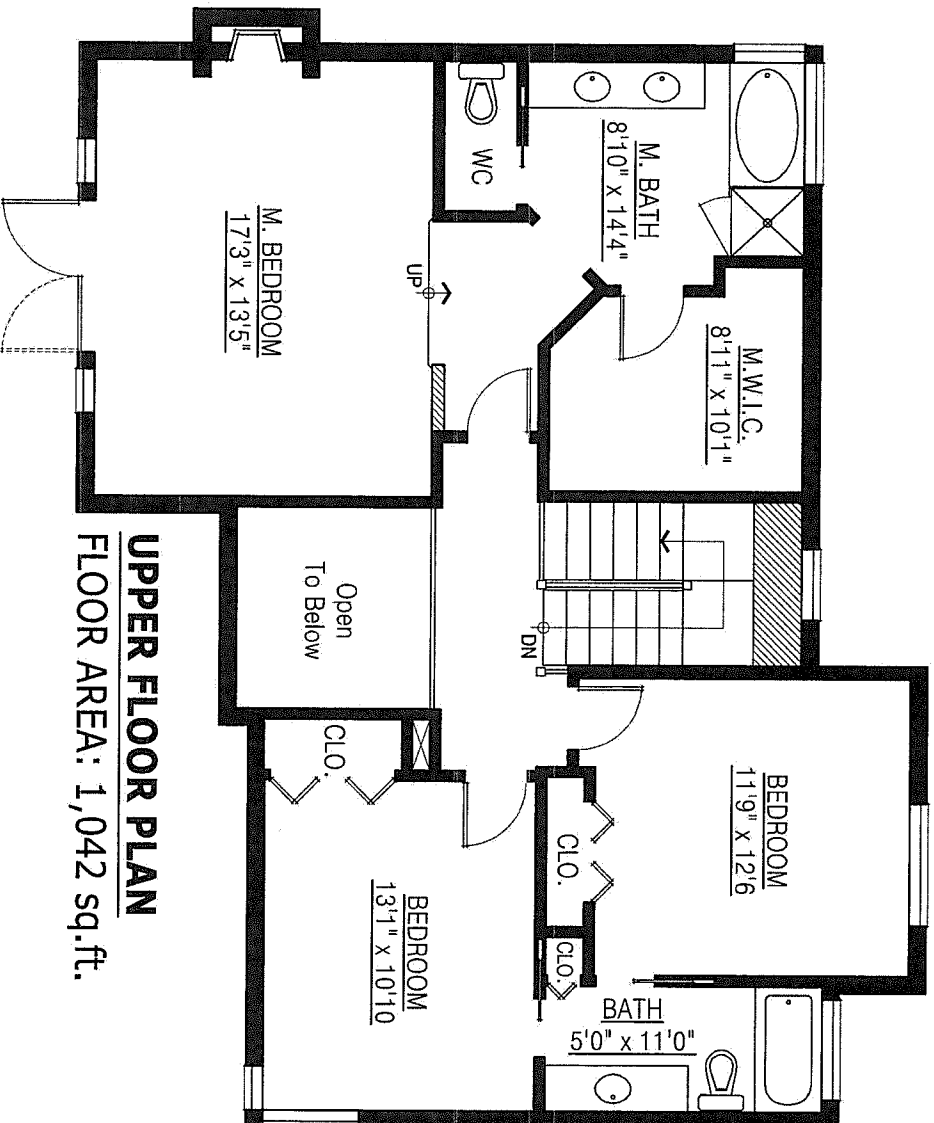 M. BATH
8'10" x 14'4"
WC
M.W.I.C.
8'11" x 10'1"
UP
M. BEDROOM
17'3" x 13'5"
DN
Open
To Below
BEDROOM
11'9" x 12'6
CLO.
CLO.
CLO.
BEDROOM
13'1" x 10'10
BATH
5'0" x 11'0"
UPPER FLOOR PLAN
FLOOR AREA: 1,042 sq.ft.